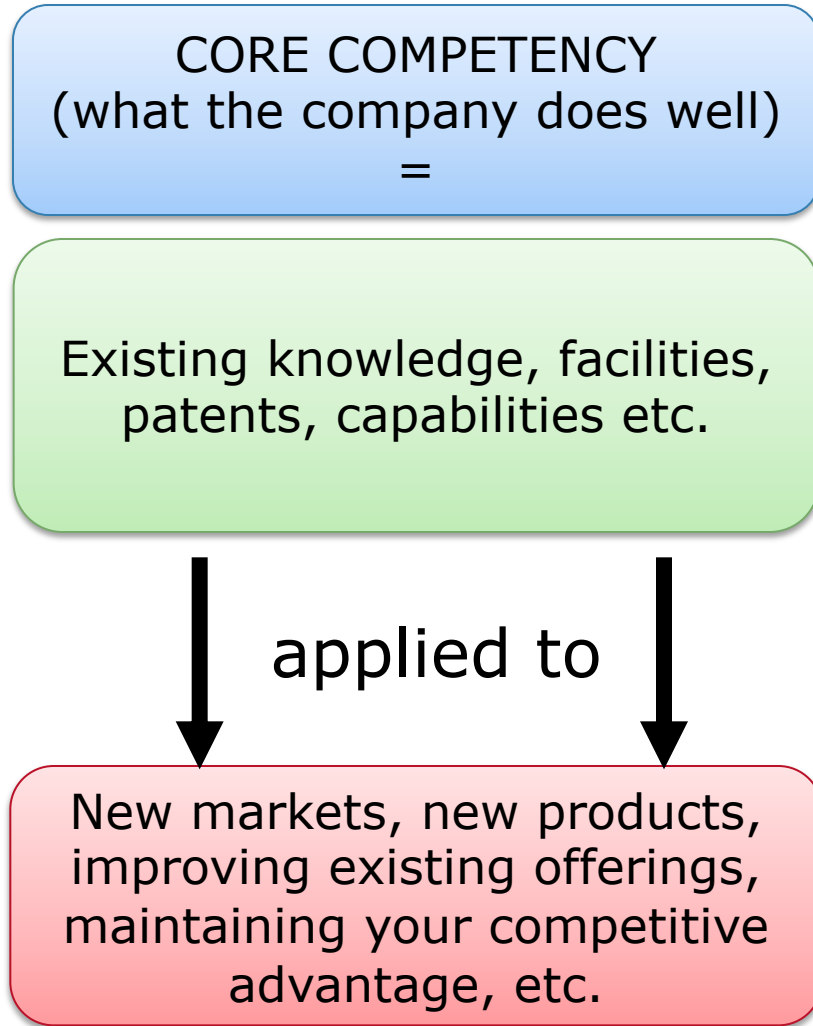 CORE COMPETENCY
(what the company does well)
=
Existing knowledge, facilities,
patents, capabilities etc.
applied to
New markets, new products,
improving existing offerings,
maintaining your competitive
advantage, etc.